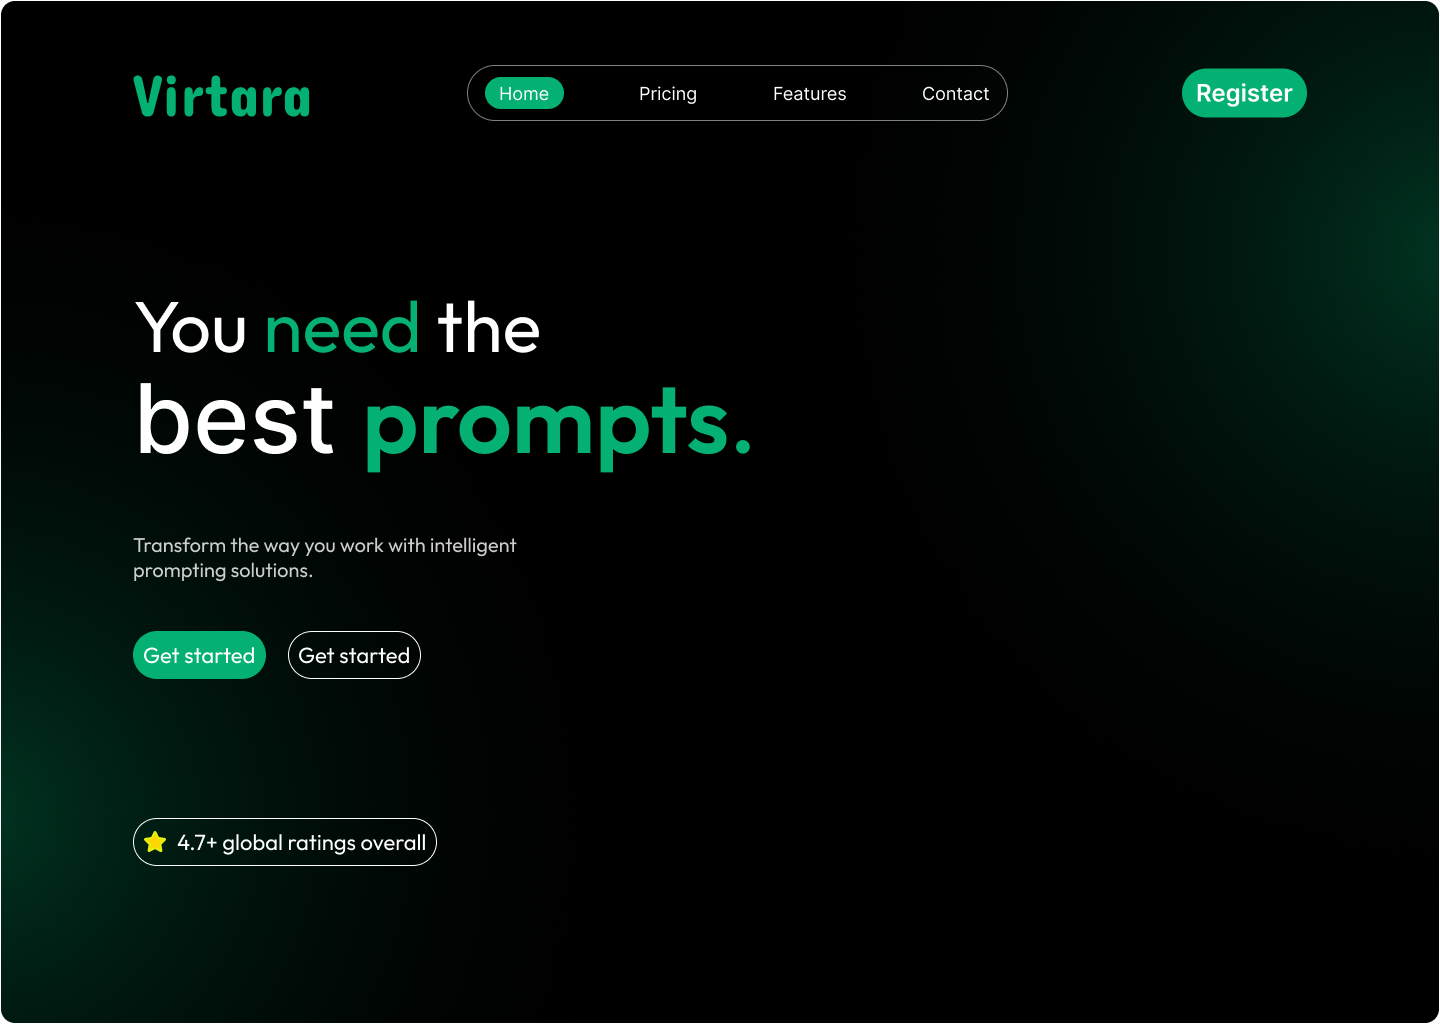 Virtara
Home Pricing Features Contact
Register
You need the
best prompts.
Transform the way you work with intelligent
prompting solutions.
Get started Get started
4.7+ global ratings overall